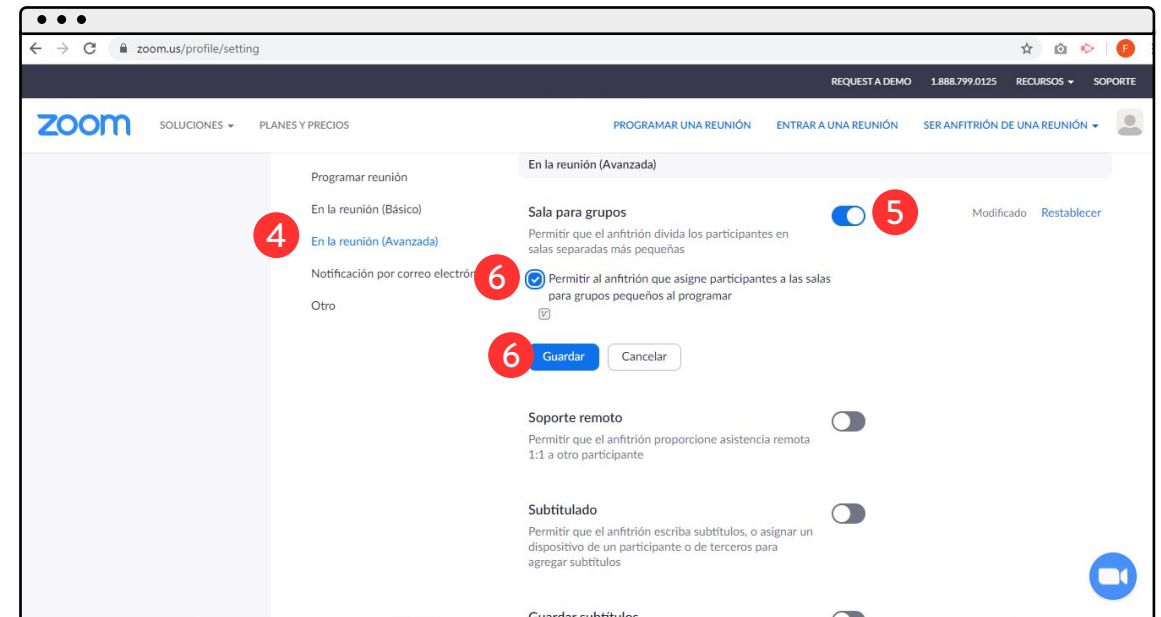 zoom.us/profile/setting
F
REQUEST A DEMO 1.888.799.0125 RECURSOS SOPORTE
zoom SOLUCIONES PLANES Y PRECIOS PROGRAMAR UNA REUNIÓN ENTRAR A UNA REUNIÓN SER ANFITRIÓN DE UNA REUNIÓN
En la reunión (Avanzada)
Programar reunión
En la reunión (Básico)
4 En la reunión (Avanzada)
Notificación por correo electrón
Otro
Sala para grupos 5 Modificado Restablecer
Permitir que el anfitrión divida los participantes en
salas separadas más pequeñas
6 Permitir al anfitrión que asigne participantes a las salas
para grupos pequeños al programar
6 Guardar Cancelar
Soporte remoto
Permitir que el anfitrión proporcione asistencia remota
1:1 a otro participante
Subtitulado
Permitir que el anfitrión escriba subtítulos, o asignar un
dispositivo de un participante o de terceros para
agregar subtítulos
Guardar subtítulos